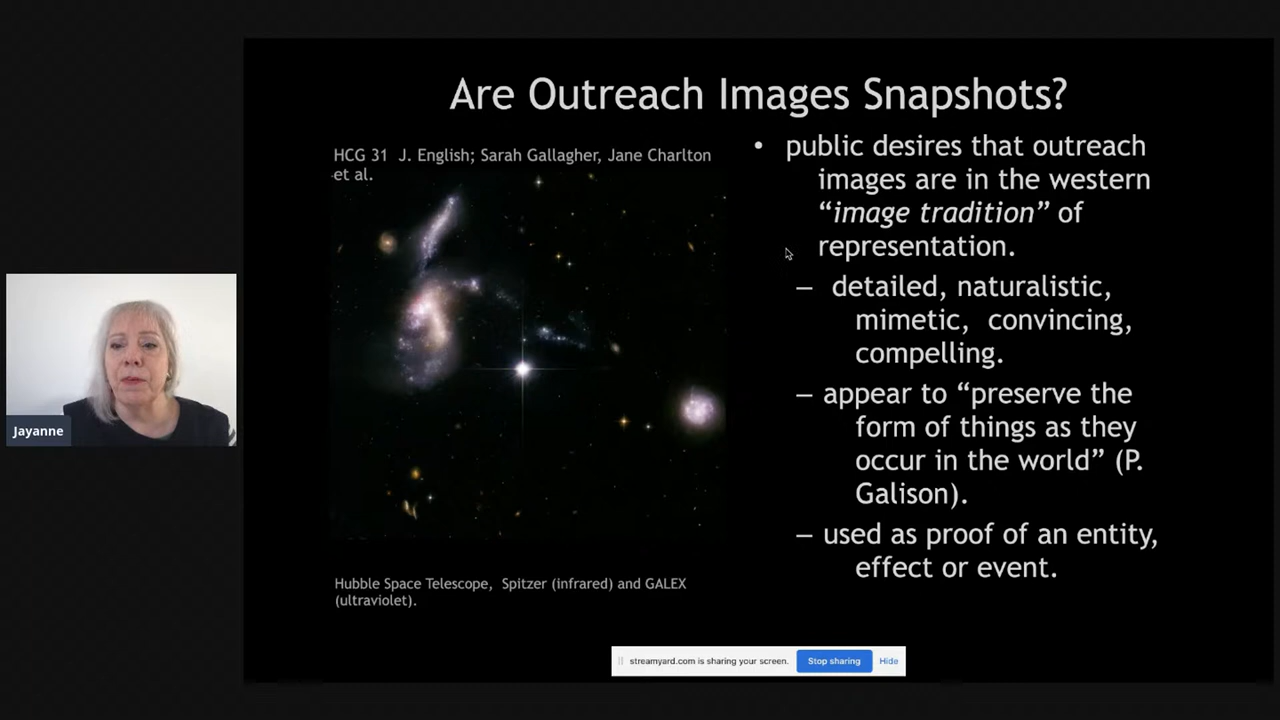 Are Outreach Images Snapshots?
HCG 31 J. English; Sarah Gallagher, Jane Charlton
et al.
• public desires that outreach
images are in the western
“image tradition” of
representation.
– detailed, naturalistic,
mimetic, convincing,
compelling.
– appear to “preserve the
form of things as they
occur in the world” (P.
Galison).
– used as proof of an entity,
effect or event.
Hubble Space Telescope, Spitzer (infrared) and GALEX
(ultraviolet).
Jayanne
streamyard.com is sharing your screen. Stop sharing Hide